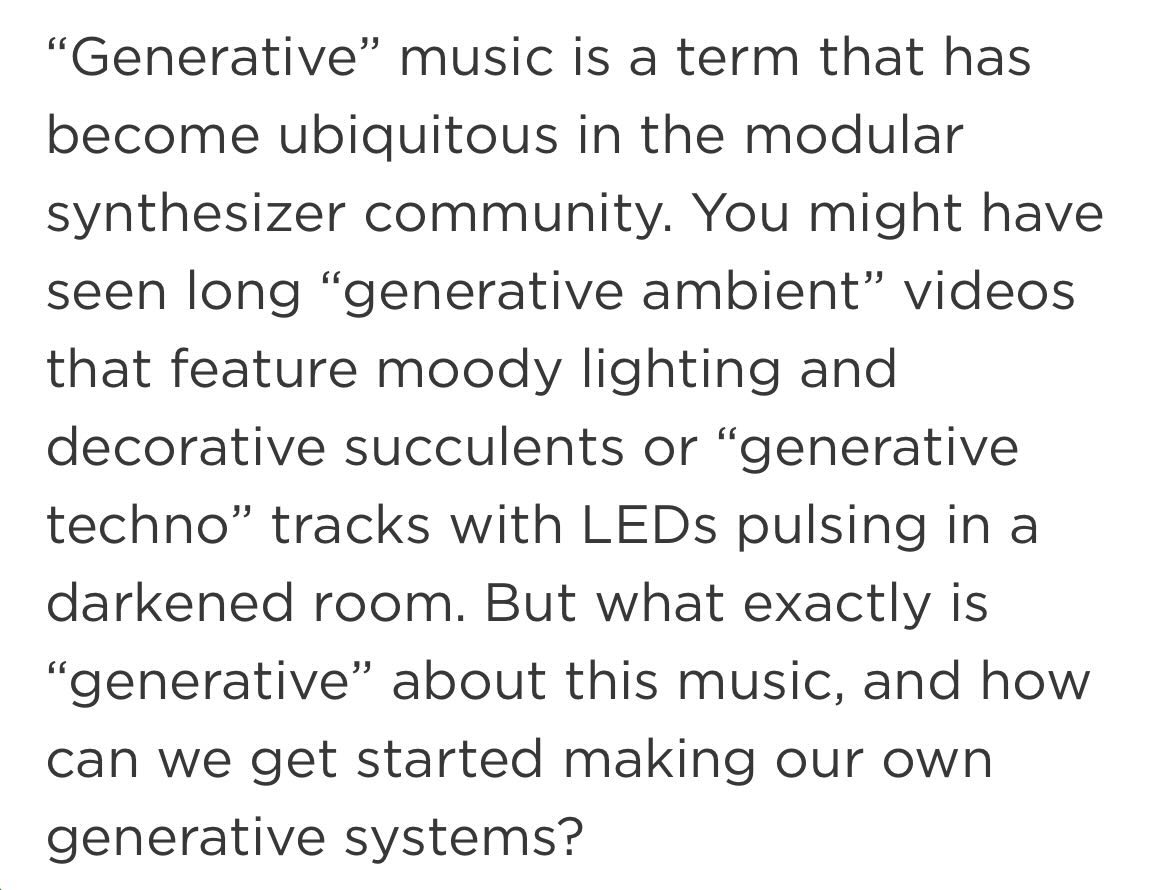 “Generative” music is a term that has
become ubiquitous in the modular
synthesizer community. You might have
seen long “generative ambient” videos
that feature moody lighting and
decorative succulents or “generative
techno” tracks with LEDs pulsing in a
darkened room. But what exactly is
“generative” about this music, and how
can we get started making our own
generative systems?